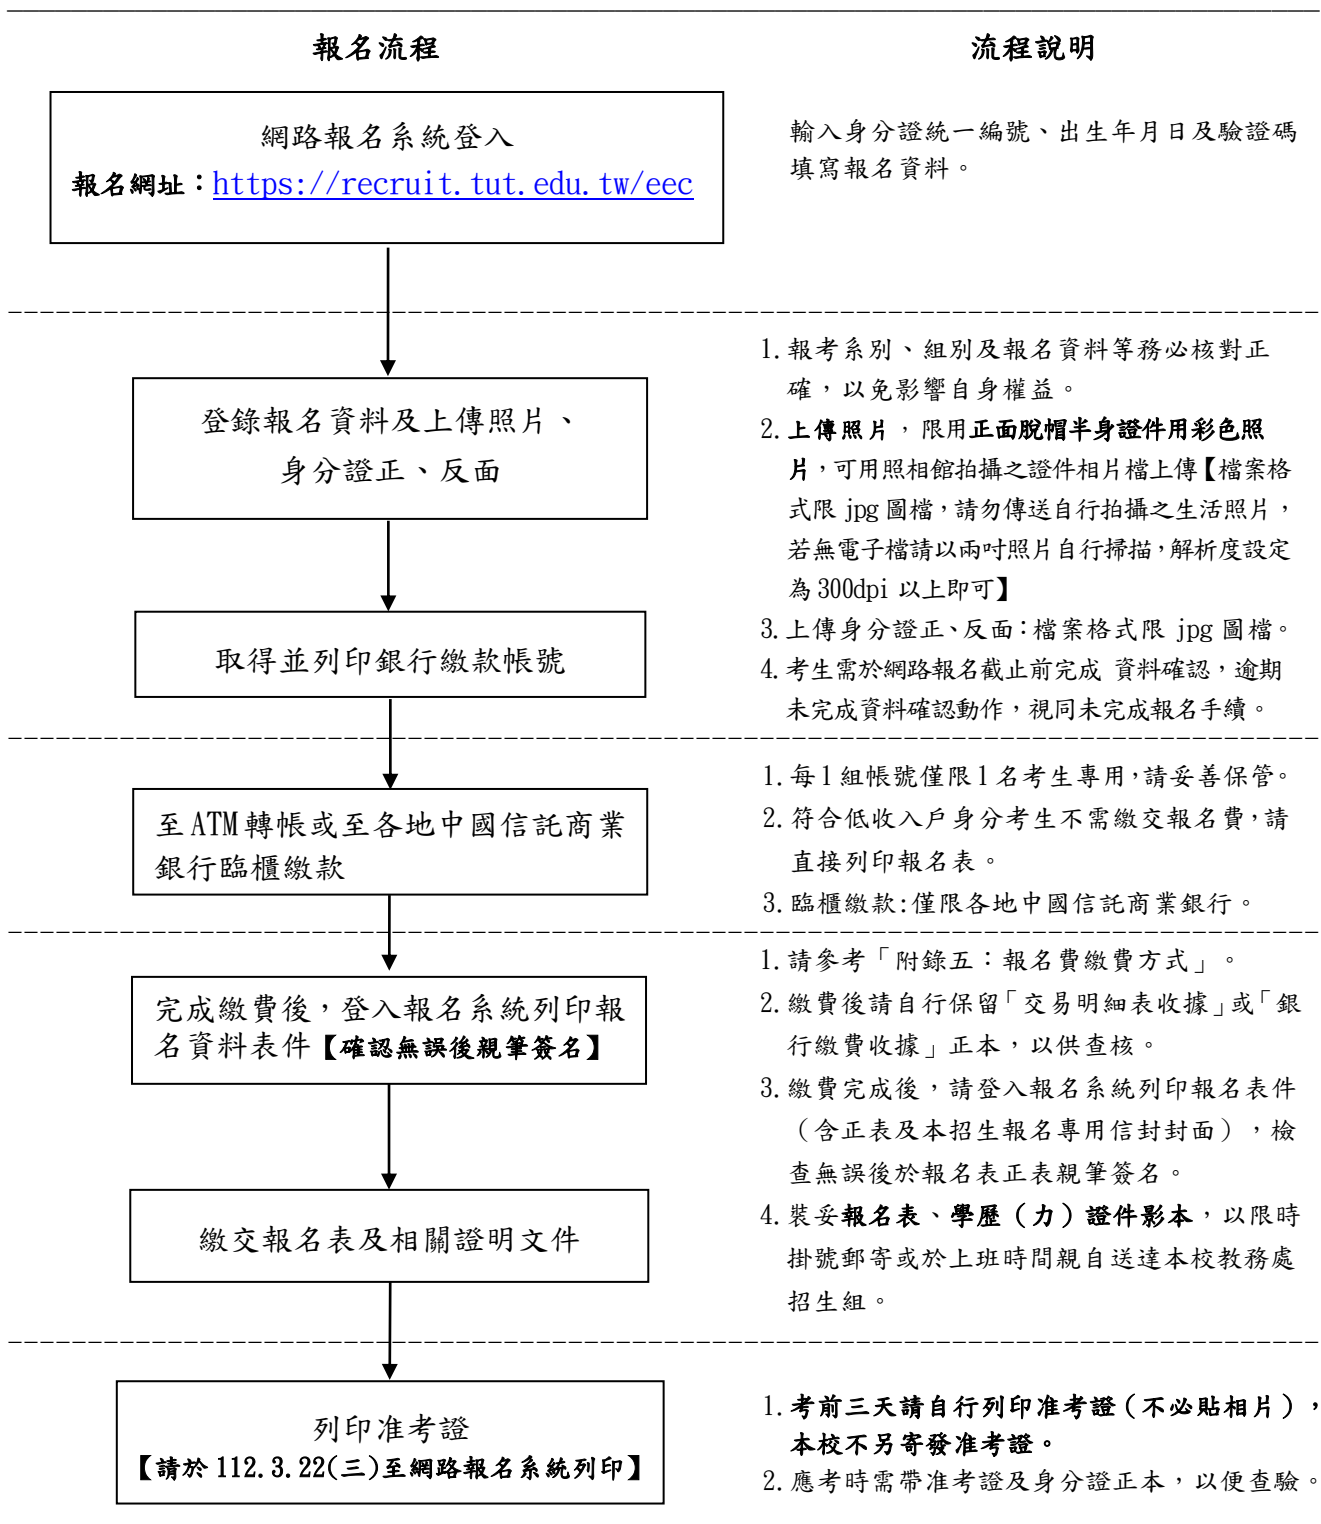 報名流程
流程說明
網路報名系統登入
報名網址：https://recruit.tut.edu.tw/eec
輸入身分證統一編號、出生年月日及驗證碼
填寫報名資料。
登錄報名資料及上傳照片、
身分證正、反面
取得並列印銀行繳款帳號
1.報考系別、組別及報名資料等務必核對正
確，以免影響自身權益。
2.上傳照片，限用正面脫帽半身證件用彩色照
片，可用照相館拍攝之證件相片檔上傳【檔案格
式限 jpg 圖檔，請勿傳送自行拍攝之生活照片，
若無電子檔請以兩吋照片自行掃描，解析度設定
為 300dpi 以上即可】
3.上傳身分證正、反面：檔案格式限 jpg 圖檔。
4.考生需於網路報名截止前完成 資料確認，逾期
未完成資料確認動作，視同未完成報名手續。
至 ATM 轉帳或至各地中國信託商業
銀行臨櫃繳款
1.每1組帳號僅限1名考生專用，請妥善保管。
2.符合低收入戶身分考生不需繳交報名費，請
直接列印報名表。
3.臨櫃繳款:僅限各地中國信託商業銀行。
完成繳費後，登入報名系統列印報
名資料表件【確認無誤後親筆簽名】
繳交報名表及相關證明文件
1.請參考「附錄五：報名費繳費方式」。
2.繳費後請自行保留「交易明細表收據」或「銀
行繳費收據」正本，以供查核。
3.繳費完成後，請登入報名系統列印報名表件
（含正表及本招生報名專用信封封面），檢
查無誤後於報名表正表親筆簽名。
4.裝妥報名表、學歷（力）證件影本，以限時
掛號郵寄或於上班時間親自送達本校教務處
招生組。
列印准考證
【請於 112.3.22(三)至網路報名系統列印】
1.考前三天請自行列印准考證（不必貼相片），
本校不另寄發准考證。
2.應考時需帶准考證及身分證正本，以便查驗。